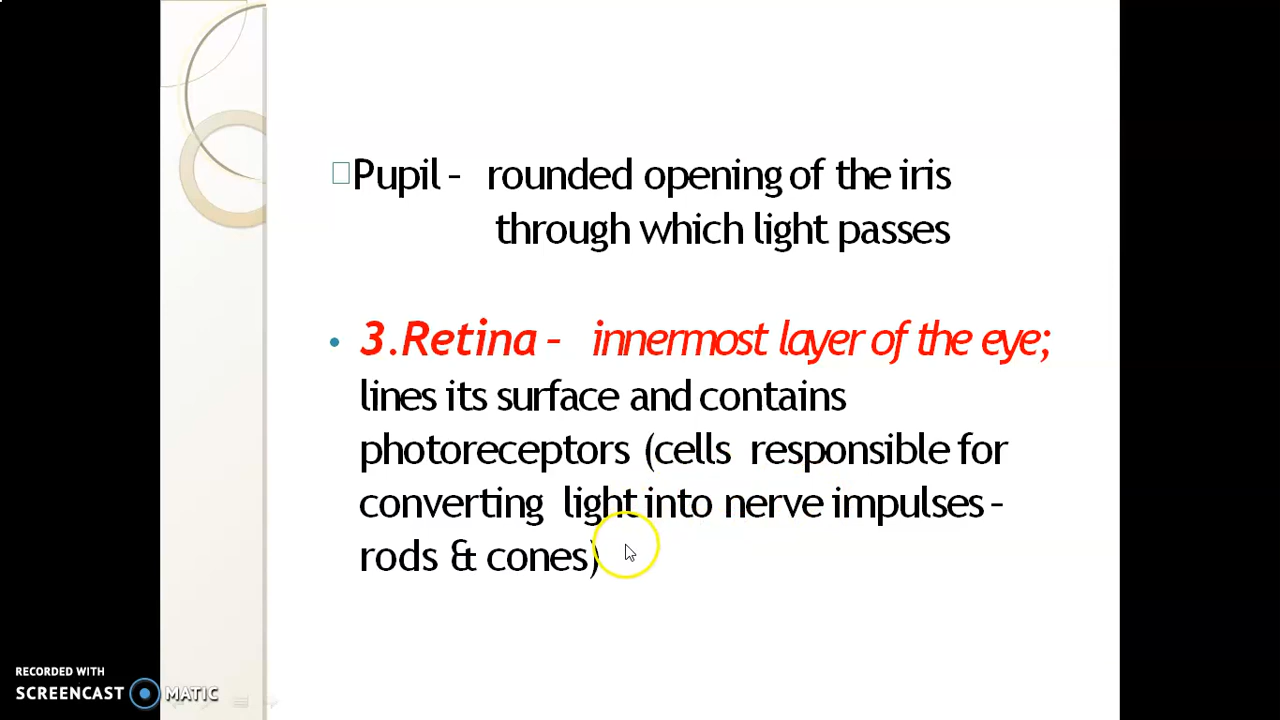 Pupil - rounded opening of the iris
through which light passes
• 3.Retina - innermost layer of the eye;
lines its surface and contains
photoreceptors (cells responsible for
converting light into nerve impulses -
rods & cones)
RECORDED WITH
SCREENCAST MATIC